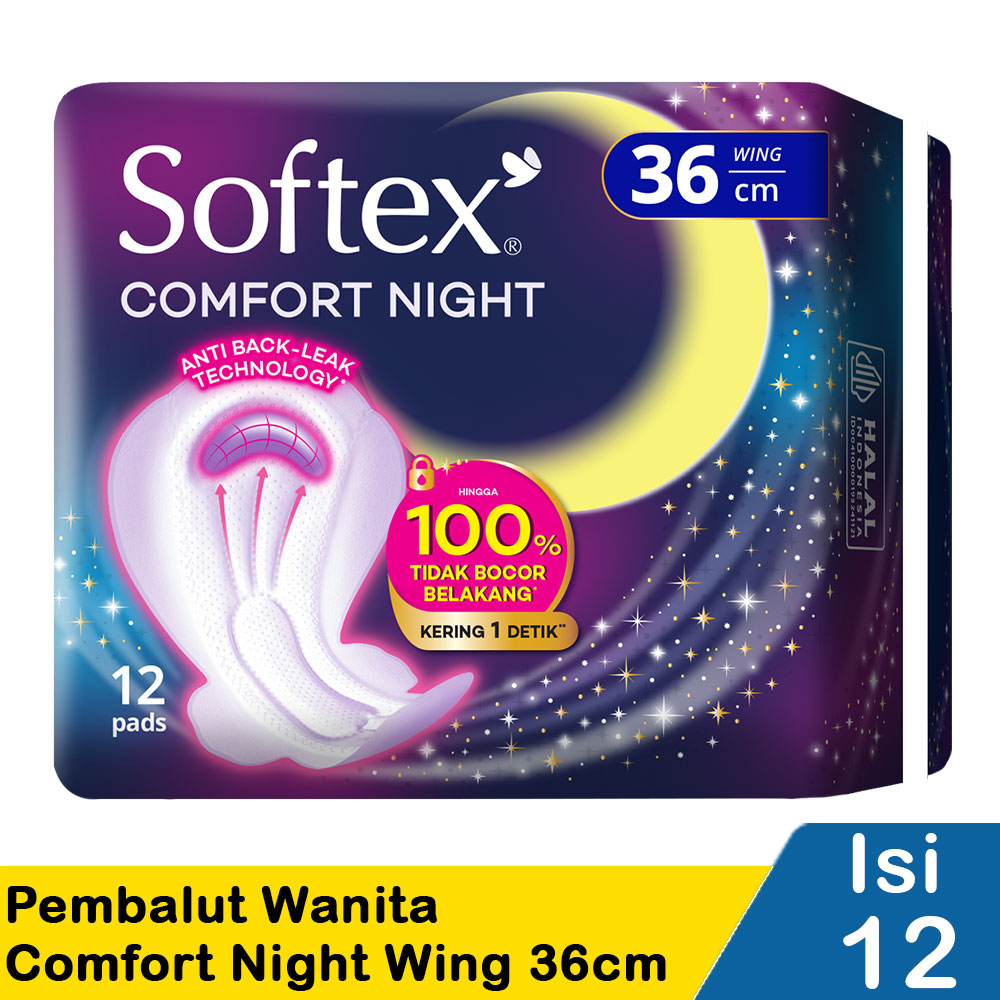 Softex®
COMFORT NIGHT
36 WING cm
ANTI BACK-LEAK
TECHNOLOGY*
HINGGA
100%
TIDAK BOCOR
BELAKANG*
KERING 1 DETIK**
12
pads
HALAL
INDONESIA
Pembalut Wanita
Comfort Night Wing 36cm
Isi
12